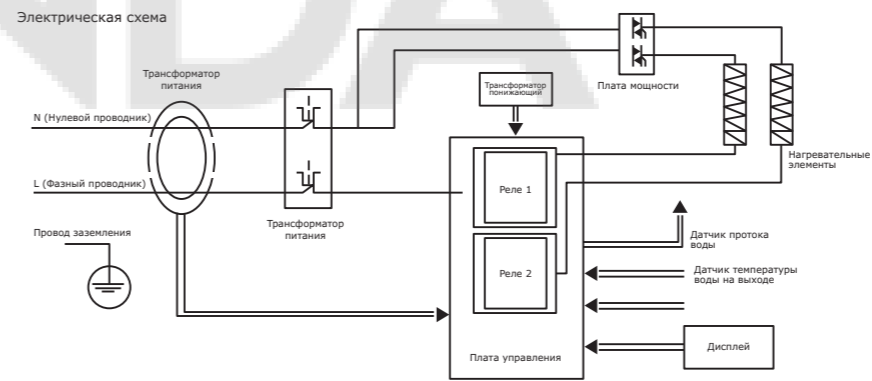 Электрическая схема
Трансформатор
питания
Плата мощности
Трансформатор
понижающий
N (Нулевой проводник)
Нагревательные
элементы
L (Фазный проводник)
Реле 1
Трансформатор
питания
Провод заземления
Датчик протока
воды
Реле 2
Датчик температуры
воды на выходе
Дисплей
Плата управления